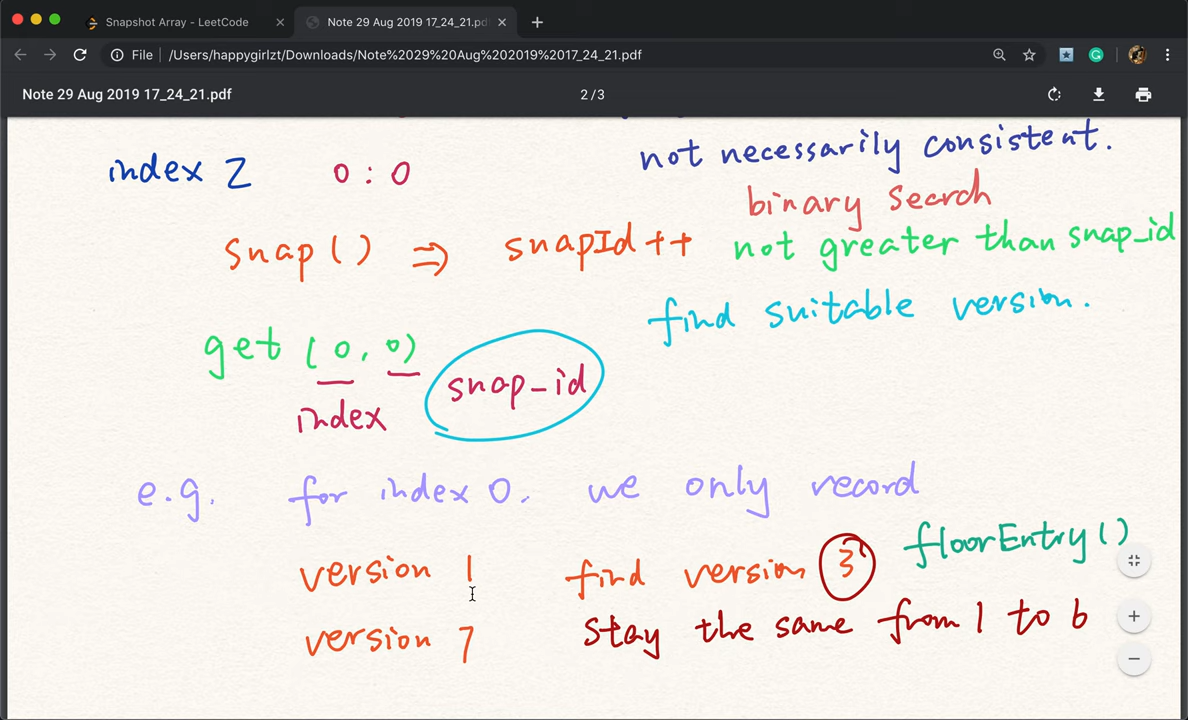 Snapshot Array - LeetCode
Note 29 Aug 2019 17_24_21.pd
File
/Users/happygirlzt/Downloads/Note%2029%20Aug%202019%2017_24_21.pdf
Note 29 Aug 2019 17_24_21.pdf
2/3
not necessarily consistent.
index 2 0:0
binary search
snap() ⇒ snapId++
not greater than snap_id
find suitable version.
get (0,0)
snap-id
index
e.g. for index 0. we only record
floorEntry()
version 1 find version 3
version 7 stay the same from 1 to 6